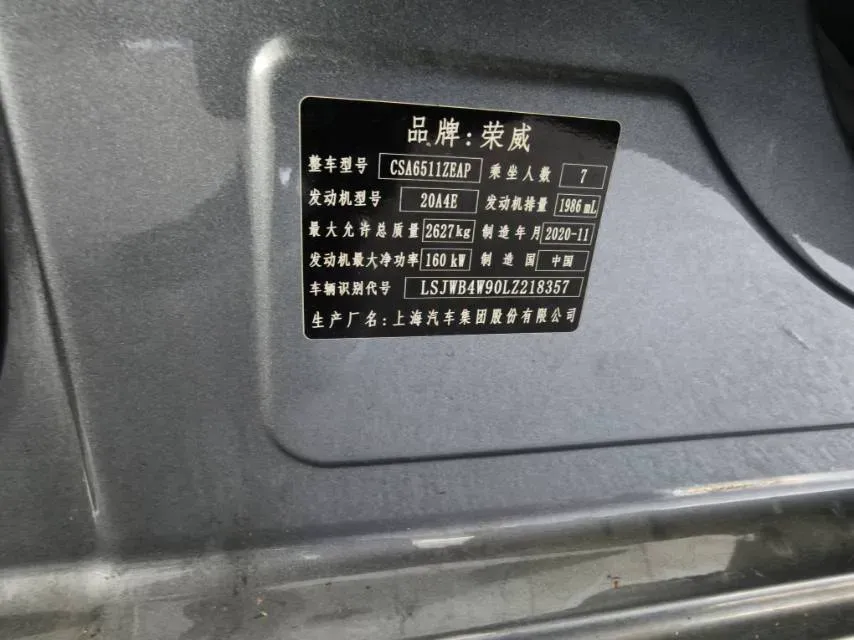 品牌:荣威
整车型号 CSA6511ZEAP 乘坐人数 7
发动机型号 20A4E 发动机排量 1986 mL
最大允许总质量 2627kg 制造年月 2020-11
发动机最大净功率 160 kW 制造国 中国
车辆识别代号 LSJWB4W90LZ218357
生产厂名:上海汽车集团股份有限公司